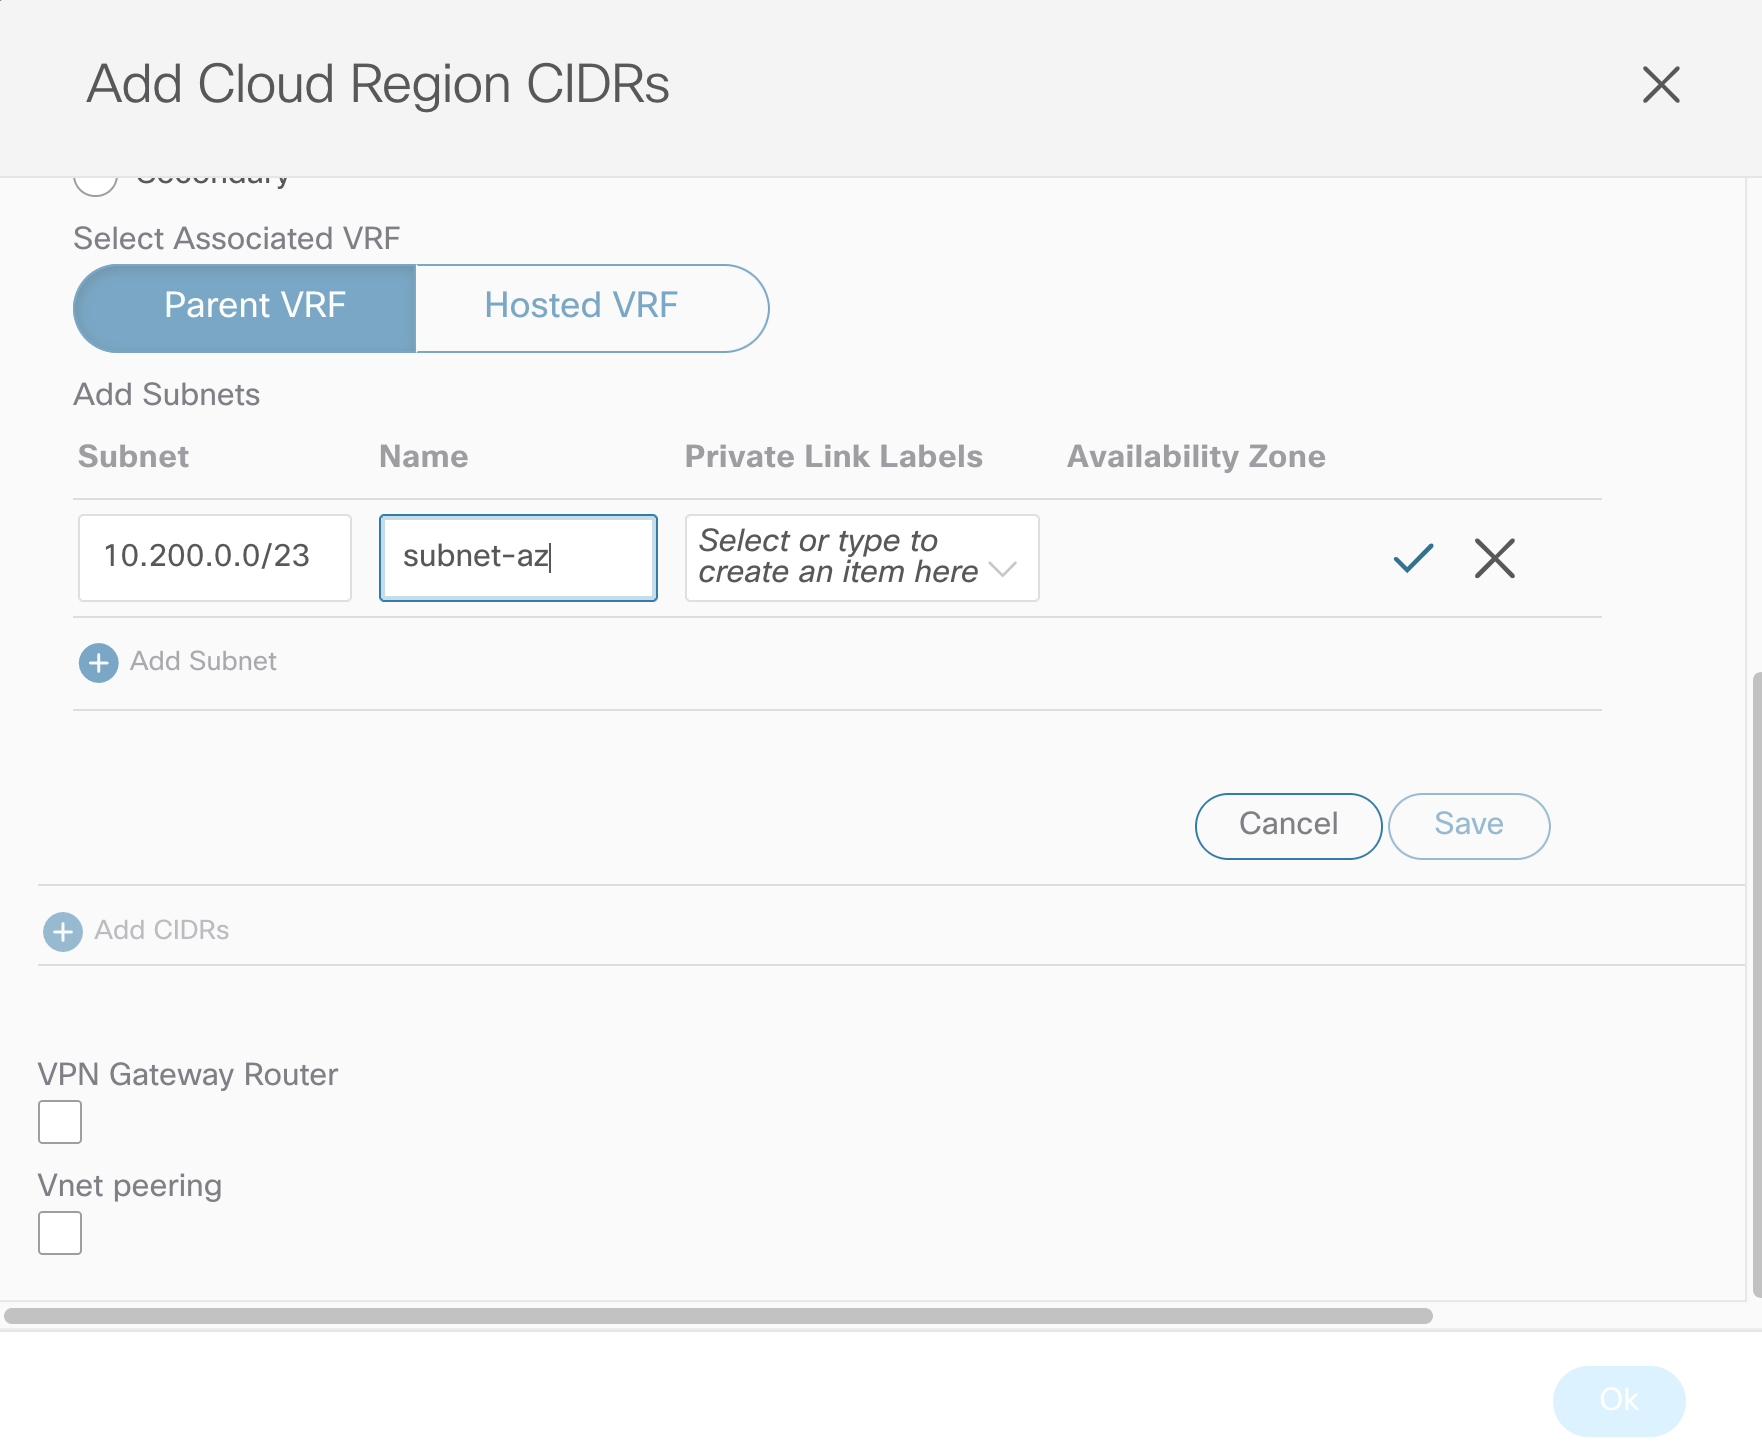 Add Cloud Region CIDRs
Secondary
Select Associated VRF
Parent VRF Hosted VRF
Add Subnets
Subnet Name Private Link Labels Availability Zone
10.200.0.0/23 subnet-az Select or type to
create an item here
Add Subnet
Cancel Save
Add CIDRs
VPN Gateway Router
Vnet peering
Ok